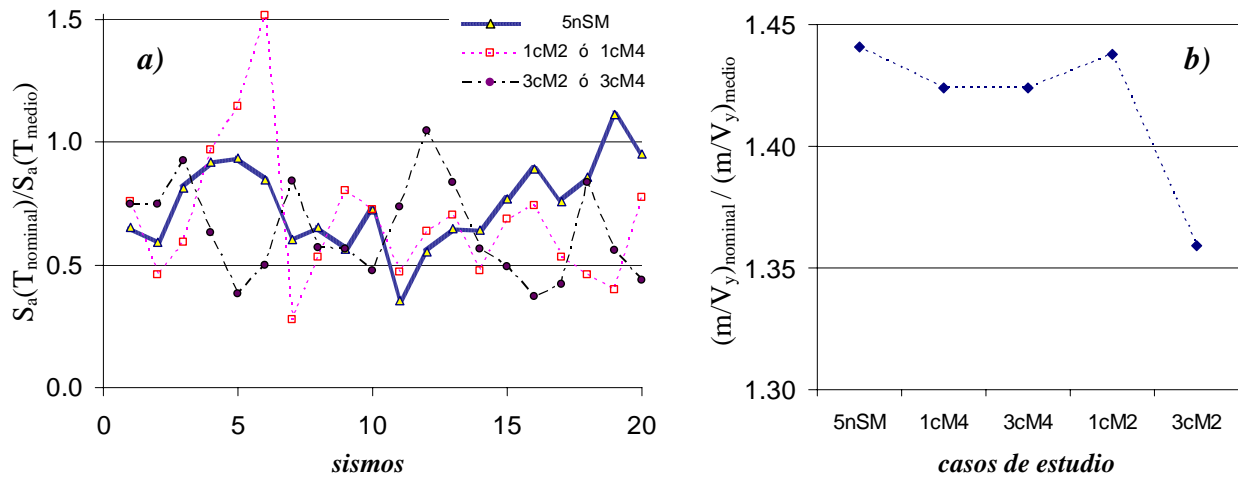 a)
5nSM
1cM2 ó 1cM4
3cM2 ó 3cM4
Sa(Tnominal)/Sa(Tmedio)
1.5
1.0
0.5
0.0
0 5 10 15 20
sismos
b)
(m/Vy)nominal / (m/Vy)medio
1.45
1.40
1.35
1.30
5nSM 1cM4 3cM4 1cM2 3cM2
casos de estudio